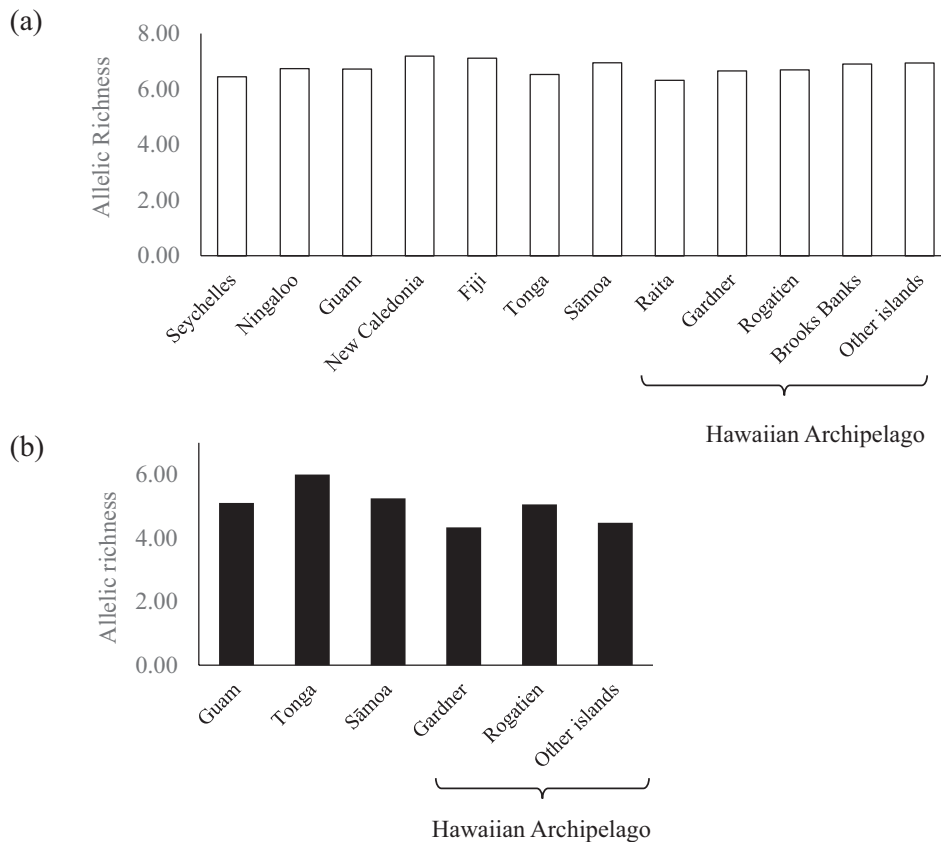 (a)
Allelic Richness
8.00
6.00
4.00
2.00
0.00
Seychelles
Ningaloo
Guam
New Caledonia
Fiji
Tonga
Sāmoa
Raita
Gardner
Rogatien
Brooks Banks
Other islands
Hawaiian Archipelago
(b)
Allelic richness
6.00
4.00
2.00
0.00
Guam
Tonga
Sāmoa
Gardner
Rogatien
Other islands
Hawaiian Archipelago